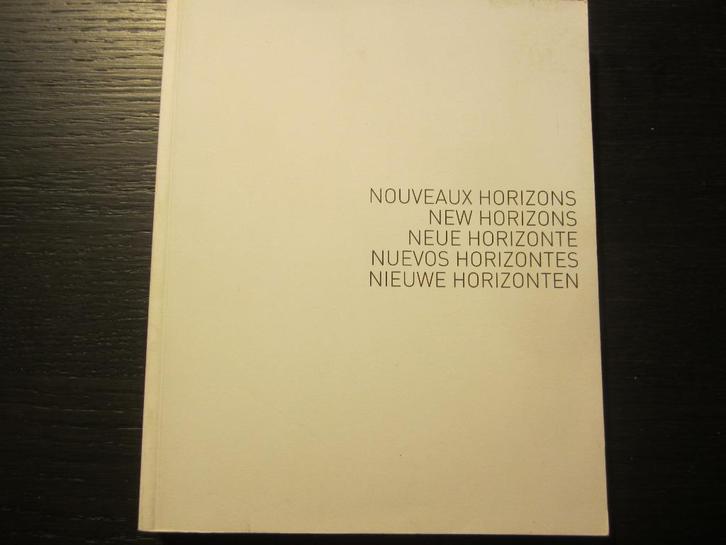 NOUVEAUX HORIZONS
NEW HORIZONS
NEUE HORIZONTE
NUEVOS HORIZONTES
NIEUWE HORIZONTEN